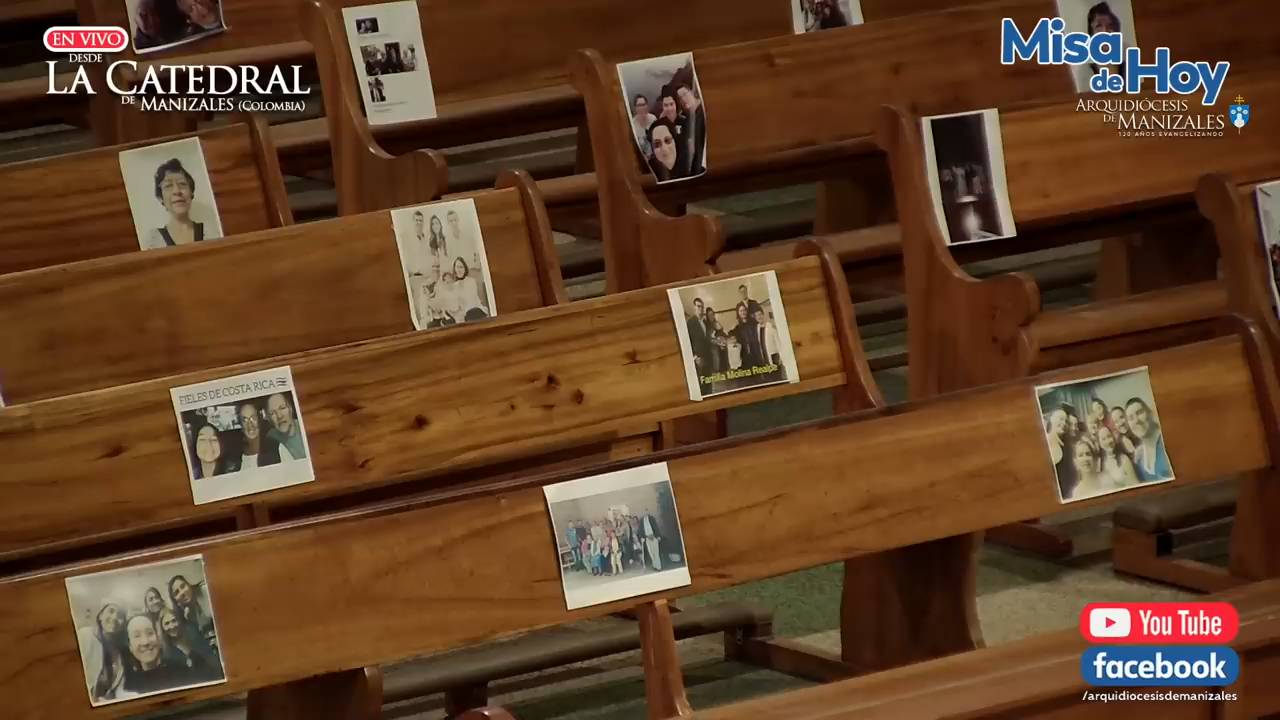 EN VIVO
DESDE
LA CATEDRAL
DE MANIZALES (COLOMBIA)
Misa
de Hoy
ARQUIDIÓCESIS
DE MANIZALES
120 AÑOS EVANGELIZANDO
FIELES DE COSTA RICA
Familia Molina Realpe
You Tube
facebook
/arquidiocesisdemanizales